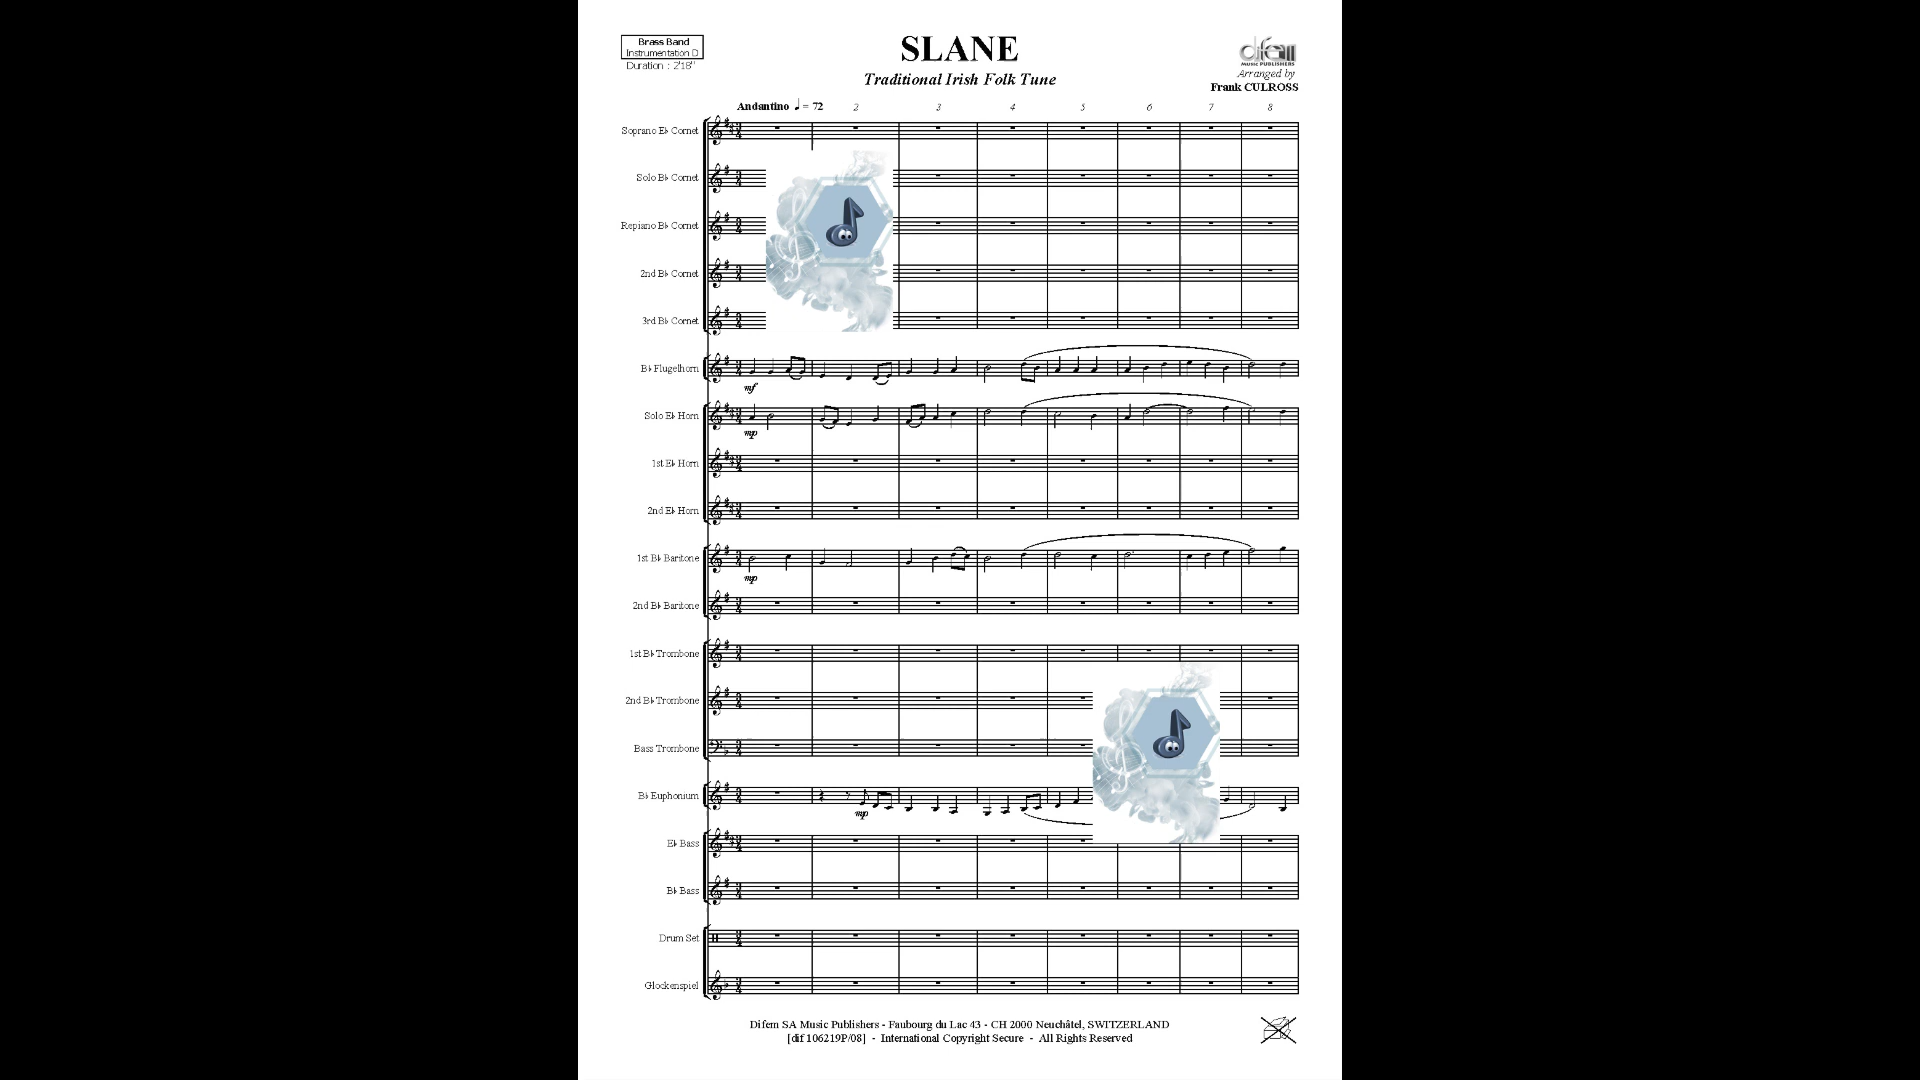 Brass Band
Instrumentation D
Duration : 2'18"
SLANE
Traditional Irish Folk Tune
difem
MUSIC PUBLISHERS
Arranged by
Frank CULROSS
Andantino ♩ = 72
2 3 4 5 6 7 8
Soprano E♭ Cornet
Solo B♭ Cornet
Repiano B♭ Cornet
2nd B♭ Cornet
3rd B♭ Cornet
B♭ Flugelhorn
mf
Solo E♭ Horn
mp
1st E♭ Horn
2nd E♭ Horn
1st B♭ Baritone
mp
2nd B♭ Baritone
1st B♭ Trombone
2nd B♭ Trombone
Bass Trombone
B♭ Euphonium
mp
E♭ Bass
B♭ Bass
Drum Set
Glockenspiel
Difem SA Music Publishers - Faubourg du Lac 43 - CH 2000 Neuchâtel, SWITZERLAND
[dif 106219P/08] - International Copyright Secure - All Rights Reserved